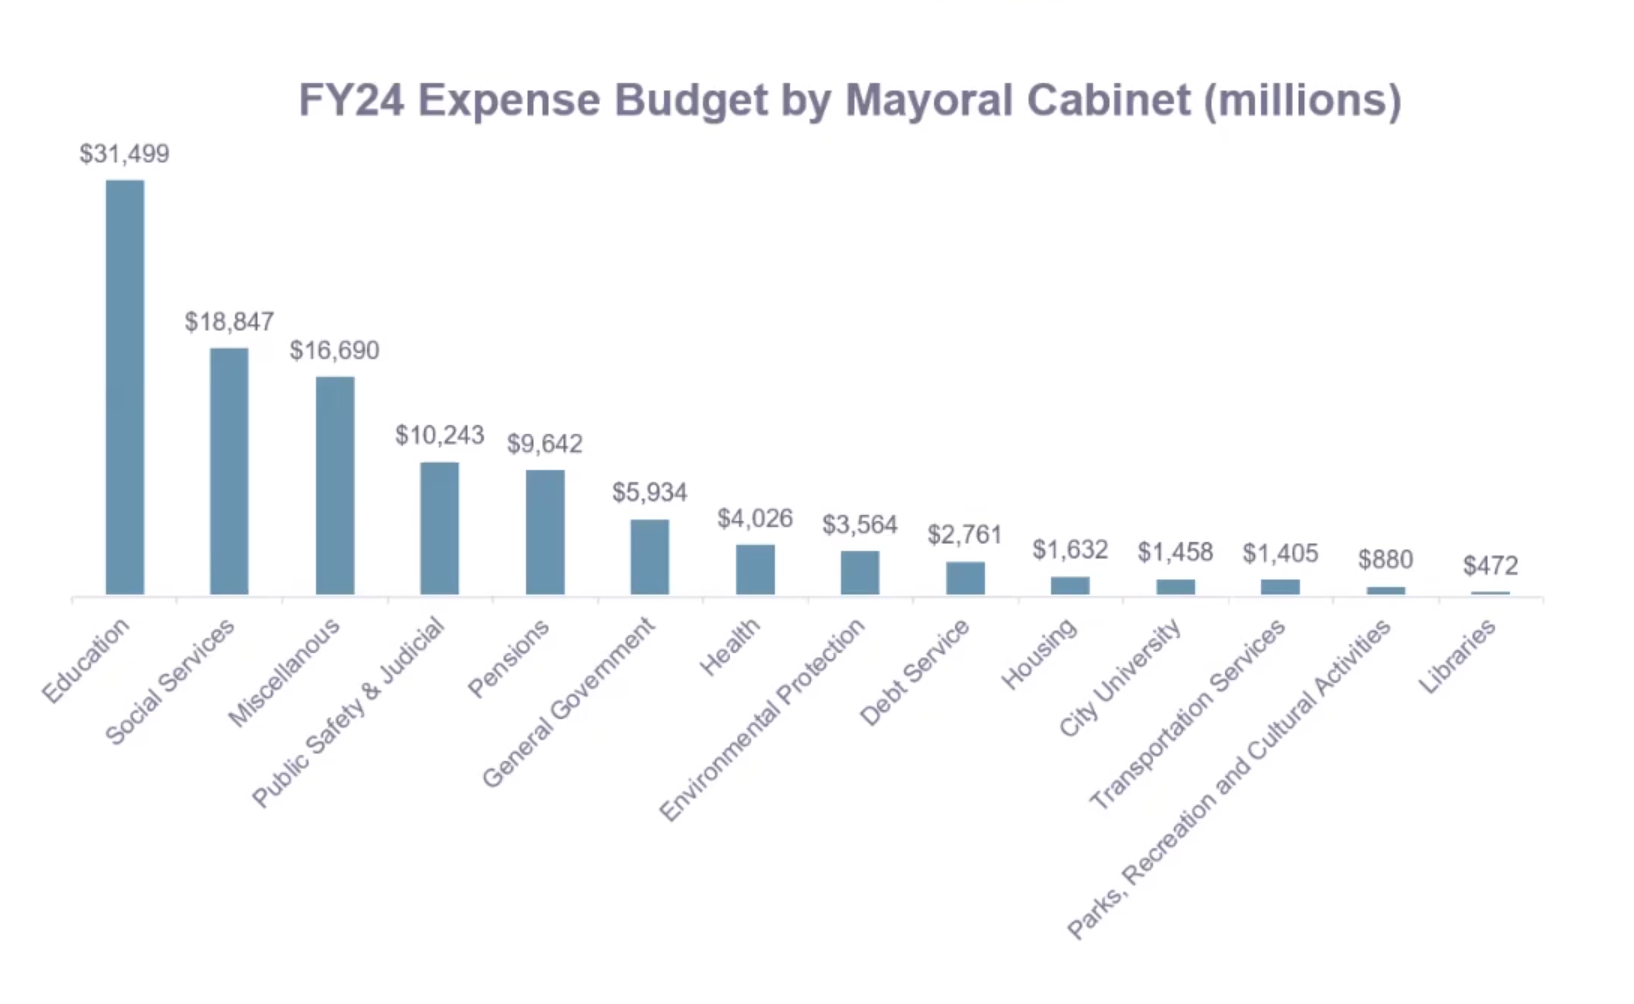 FY24 Expense Budget by Mayoral Cabinet (millions)
$31,499
$18,847
$16,690
$10,243
$9,642
$5,934
$4,026
$3,564
$2,761
$1,632
$1,458
$1,405
$880
$472
Education
Social Services
Miscellanous
Public Safety & Judicial
Pensions
General Government
Health
Environmental Protection
Debt Service
Housing
City University
Transportation Services
Parks, Recreation and Cultural Activities
Libraries